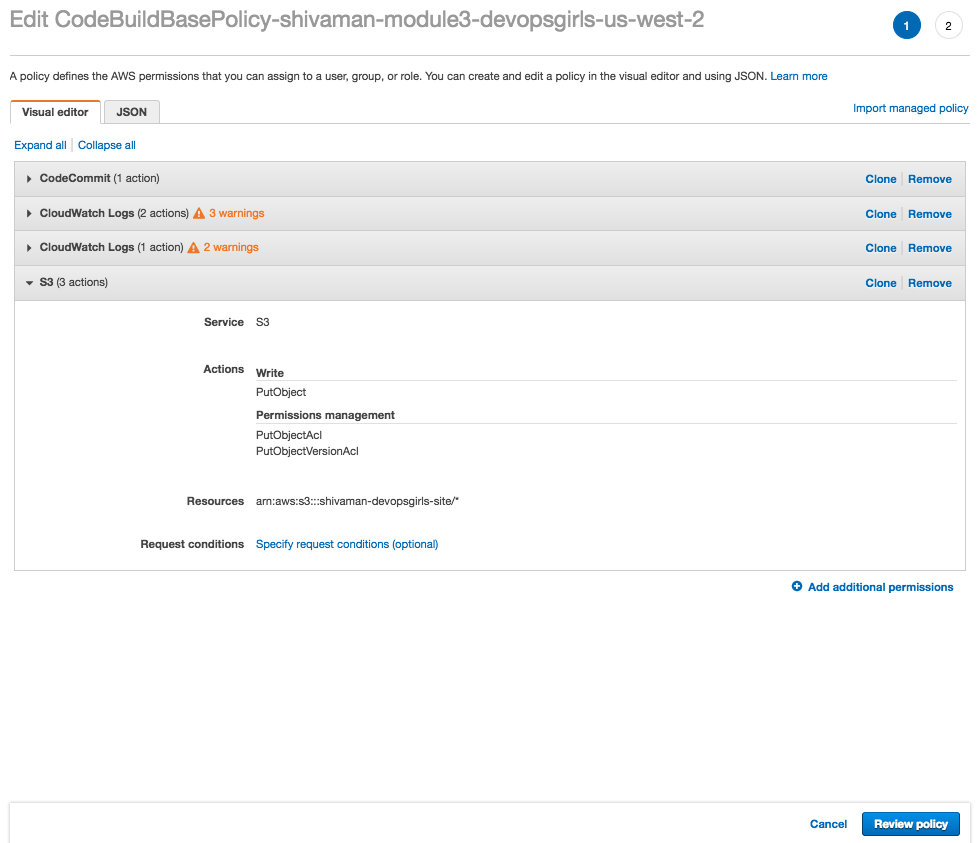 Edit CodeBuildBasePolicy-shivaman-module3-devopsgirls-us-west-2
1 2
A policy defines the AWS permissions that you can assign to a user, group, or role. You can create and edit a policy in the visual editor and using JSON. Learn more
Visual editor JSON Import managed policy
Expand all Collapse all
CodeCommit (1 action) Clone Remove
CloudWatch Logs (2 actions) 3 warnings Clone Remove
CloudWatch Logs (1 action) 2 warnings Clone Remove
S3 (3 actions) Clone Remove
Service S3
Actions Write
PutObject
Permissions management
PutObjectAcl
PutObjectVersionAcl
Resources arn:aws:s3:::shivaman-devopsgirls-site/*
Request conditions Specify request conditions (optional)
Add additional permissions
Cancel Review policy